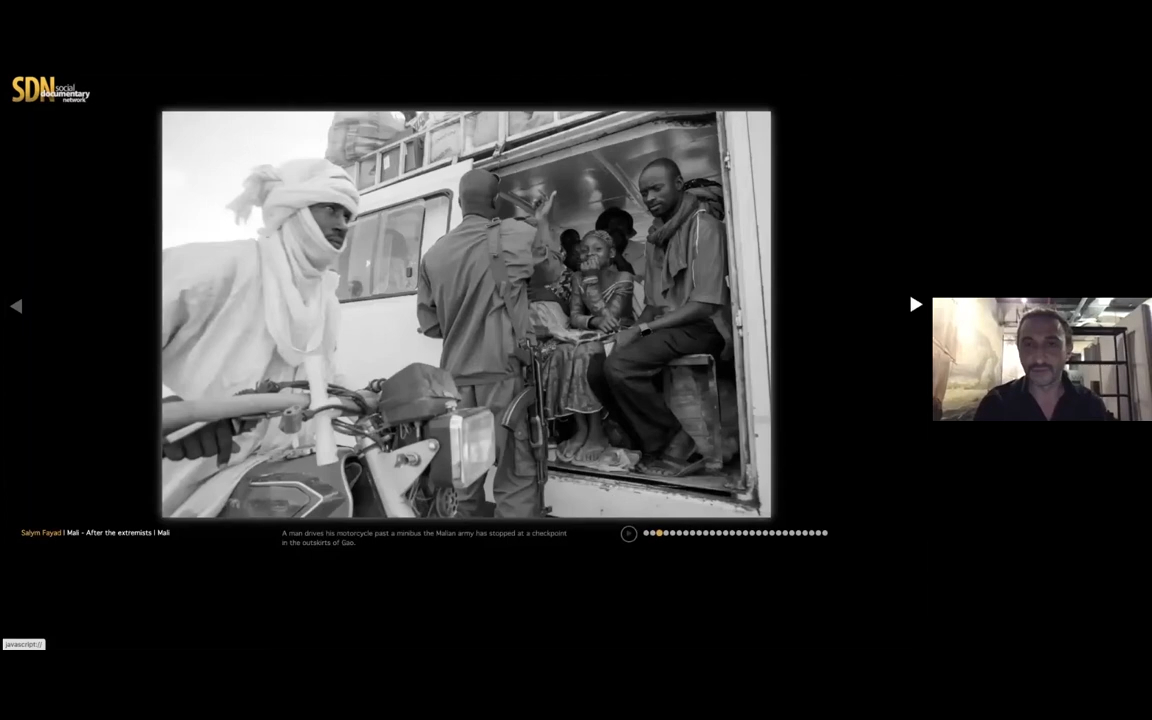 SDN social
documentary
network
Salym Fayad | Mali - After the extremists | Mali
A man drives his motorcycle past a minibus the Malian army has stopped at a checkpoint
in the outskirts of Gao.
javascript://